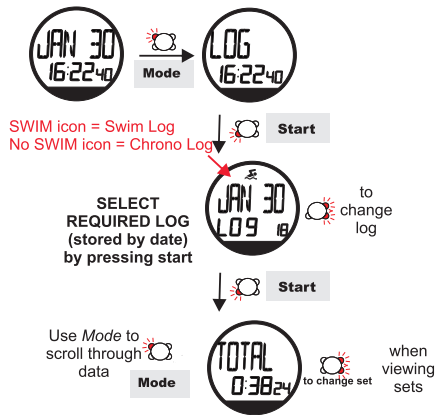 JAN 30
16:22 40
Mode
LOG
16:22 40
Start
SWIM icon = Swim Log
No SWIM icon = Chrono Log
SELECT
REQUIRED LOG
(stored by date)
by pressing start
JAN 30
LOG 18
to
change
log
Start
Use Mode to
scroll through
data
Mode
TOTAL
0:38 24
to change set
when
viewing
sets